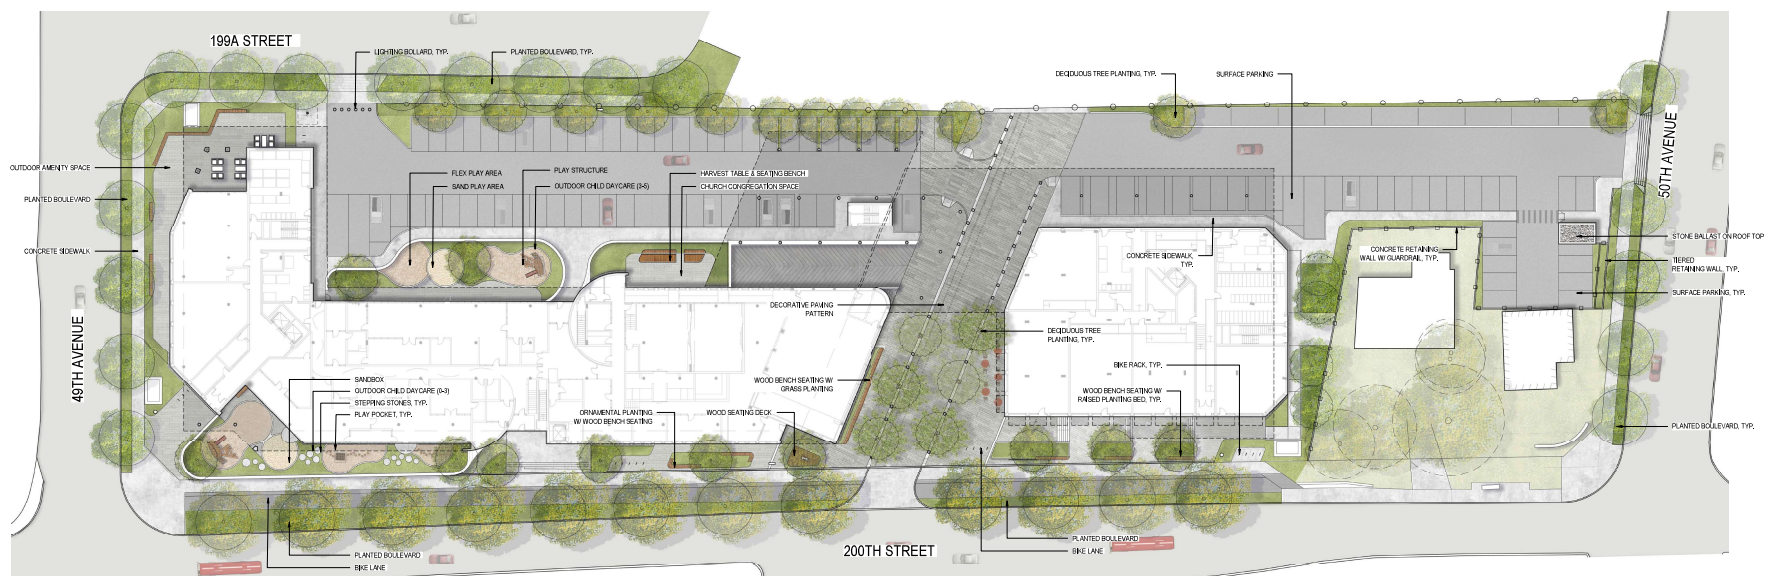 199A STREET
LIGHTING BOLLARD, TYP.
PLANTED BOULEVARD, TYP.
DECIDUOUS TREE PLANTING, TYP.
SURFACE PARKING
50TH AVENUE
OUTDOOR AMENITY SPACE
PLANTED BOULEVARD
CONCRETE SIDEWALK
49TH AVENUE
FLEX PLAY AREA
SAND PLAY AREA
PLAY STRUCTURE
OUTDOOR CHILD DAYCARE (3-5)
HARVEST TABLE & SEATING BENCH
CHURCH CONGREGATION SPACE
CONCRETE SIDEWALK,
TYP.
CONCRETE RETAINING
WALL W/ GUARDRAIL, TYP.
STONE BALLAST ON ROOF TOP
TIERED
RETAINING WALL, TYP.
SURFACE PARKING, TYP.
DECORATIVE PAVING
PATTERN
DECIDUOUS TREE
PLANTING, TYP.
BIKE RACK, TYP.
WOOD BENCH SEATING W/
RAISED PLANTING BED, TYP.
WOOD BENCH SEATING W/
GRASS PLANTING
SANDBOX
OUTDOOR CHILD DAYCARE (0-3)
STEPPING STONES, TYP.
PLAY POCKET, TYP.
ORNAMENTAL PLANTING
W/ WOOD BENCH SEATING
WOOD SEATING DECK
PLANTED BOULEVARD, TYP.
PLANTED BOULEVARD
BIKE LANE
200TH STREET
PLANTED BOULEVARD
BIKE LANE